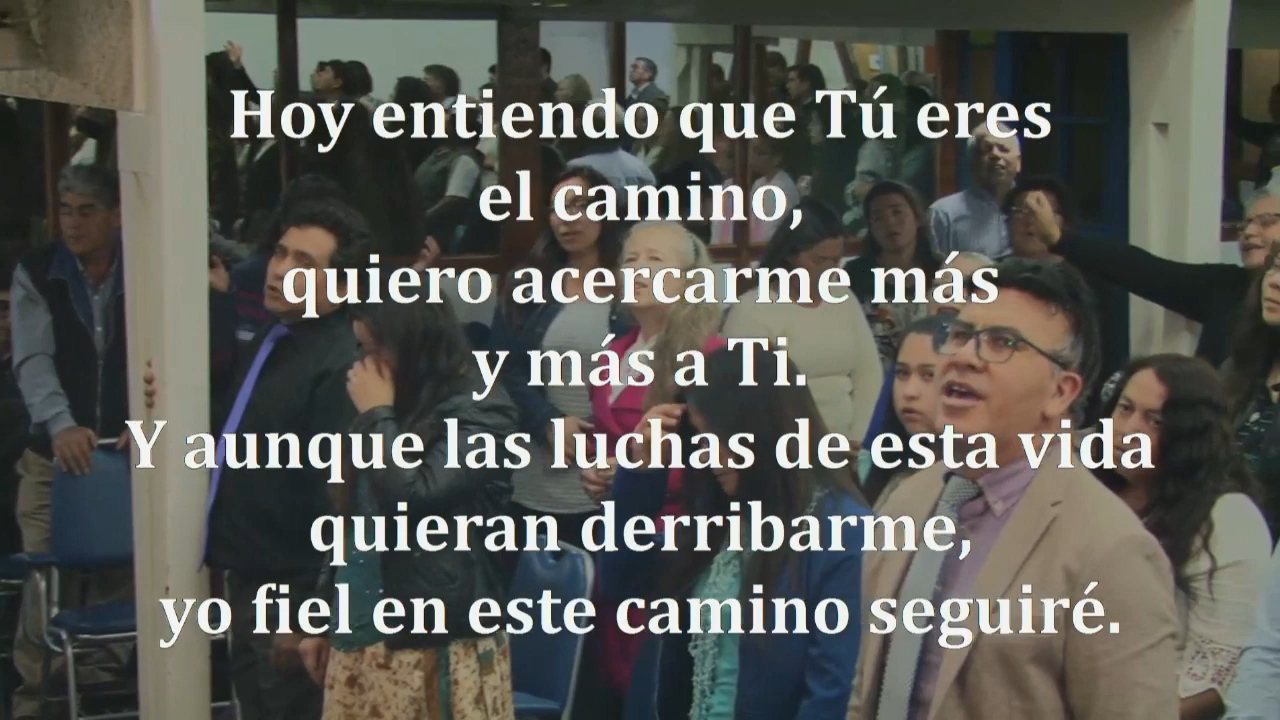 Hoy entiendo que Tú eres
el camino,
quiero acercarme más
y más a Ti.
Y aunque las luchas de esta vida
quieran derribarme,
yo fiel en este camino seguiré.